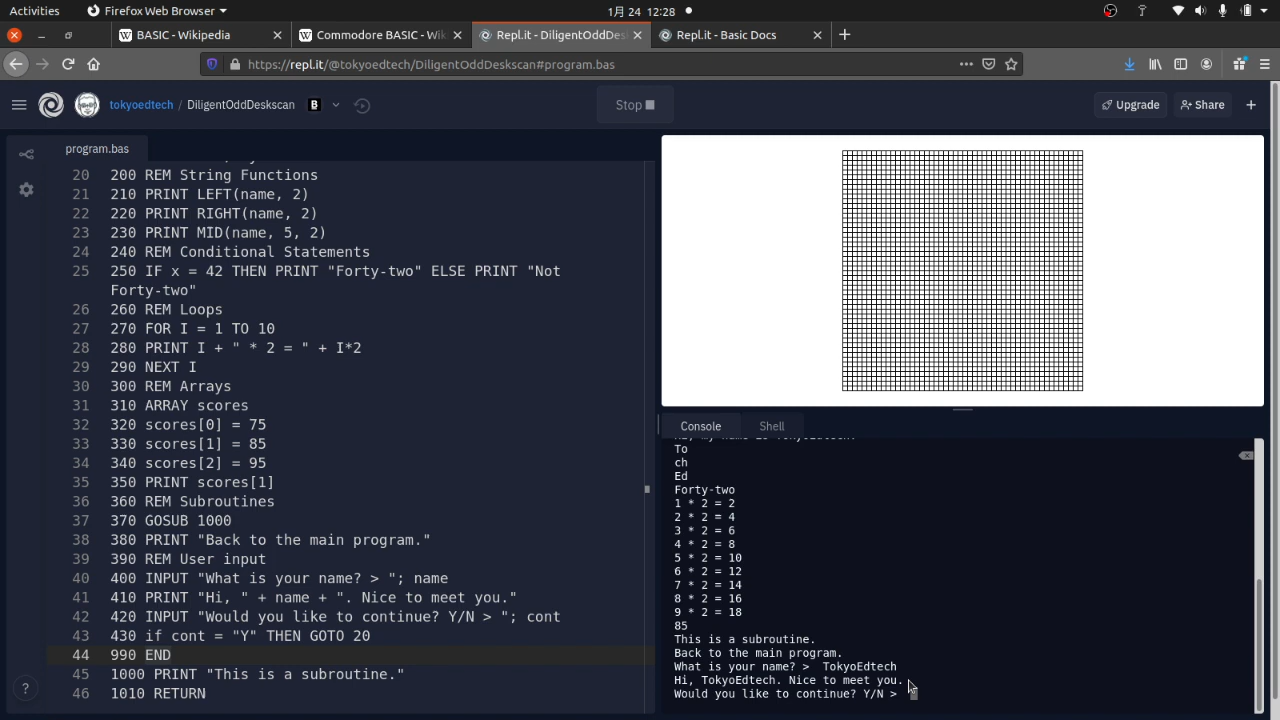 Activities
Firefox Web Browser
1月 24 12:28
BASIC - Wikipedia
Commodore BASIC - Wik
Repl.it - DiligentOddDes
Repl.it - Basic Docs
https://repl.it/@tokyoedtech/DiligentOddDeskscan#program.bas
tokyoedtech / DiligentOddDeskscan
B
Stop
Upgrade
Share
program.bas
20 200 REM String Functions
21 210 PRINT LEFT(name, 2)
22 220 PRINT RIGHT(name, 2)
23 230 PRINT MID(name, 5, 2)
24 240 REM Conditional Statements
25 250 IF x = 42 THEN PRINT "Forty-two" ELSE PRINT "Not
Forty-two"
26 260 REM Loops
27 270 FOR I = 1 TO 10
28 280 PRINT I + " * 2 = " + I*2
29 290 NEXT I
30 300 REM Arrays
31 310 ARRAY scores
32 320 scores[0] = 75
33 330 scores[1] = 85
34 340 scores[2] = 95
35 350 PRINT scores[1]
36 360 REM Subroutines
37 370 GOSUB 1000
38 380 PRINT "Back to the main program."
39 390 REM User input
40 400 INPUT "What is your name? > "; name
41 410 PRINT "Hi, " + name + ". Nice to meet you."
42 420 INPUT "Would you like to continue? Y/N > "; cont
43 430 if cont = "Y" THEN GOTO 20
44 990 END
45 1000 PRINT "This is a subroutine."
46 1010 RETURN
Console
Shell
To
ch
Ed
Forty-two
1 * 2 = 2
2 * 2 = 4
3 * 2 = 6
4 * 2 = 8
5 * 2 = 10
6 * 2 = 12
7 * 2 = 14
8 * 2 = 16
9 * 2 = 18
85
This is a subroutine.
Back to the main program.
What is your name? >  TokyoEdtech
Hi, TokyoEdtech. Nice to meet you.
Would you like to continue? Y/N >